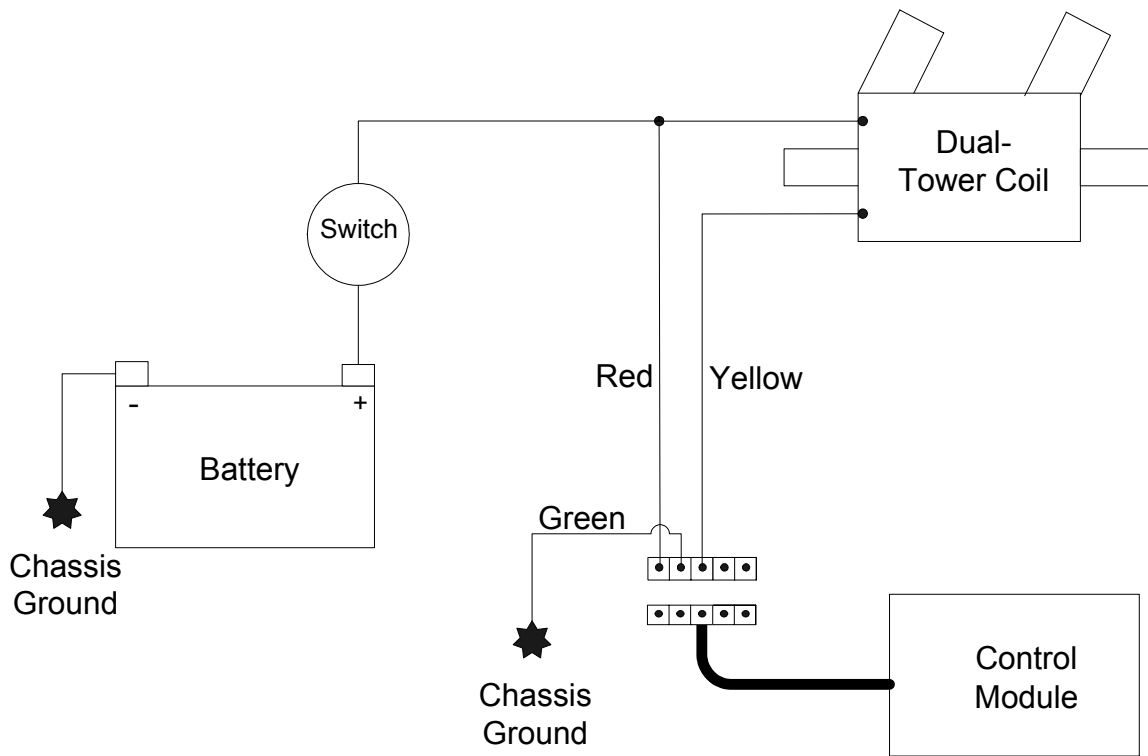 Dual-
Tower Coil
Switch
Red
Yellow
-
+
Battery
Green
Chassis
Ground
Chassis
Ground
Control
Module